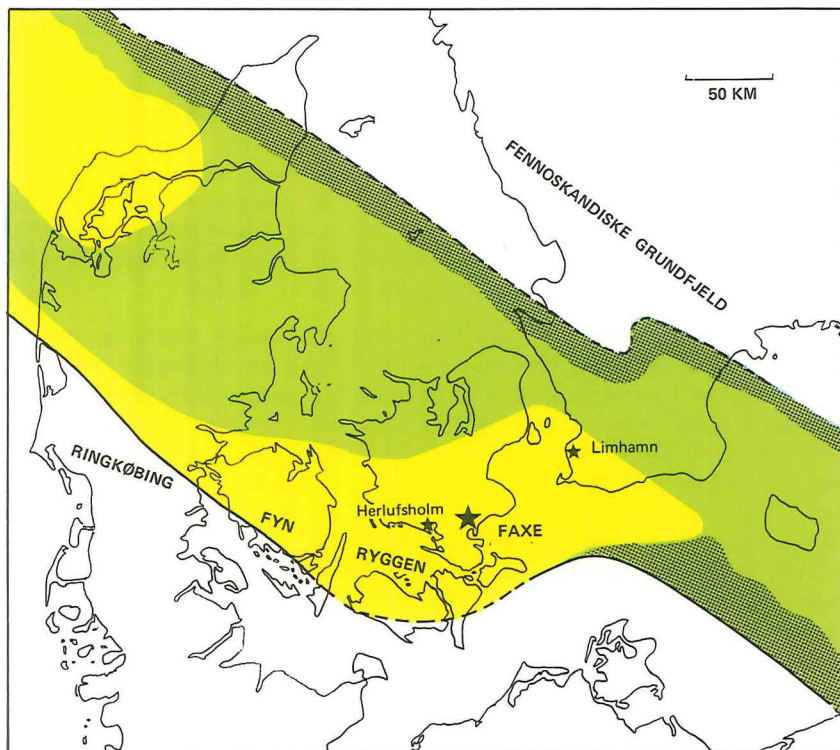 50 KM
FENNOSKANDISKE GRUNDFJELD
Limhamn
RINGKØBING
Herlufsholm
FYN
FAXE
RYGGEN